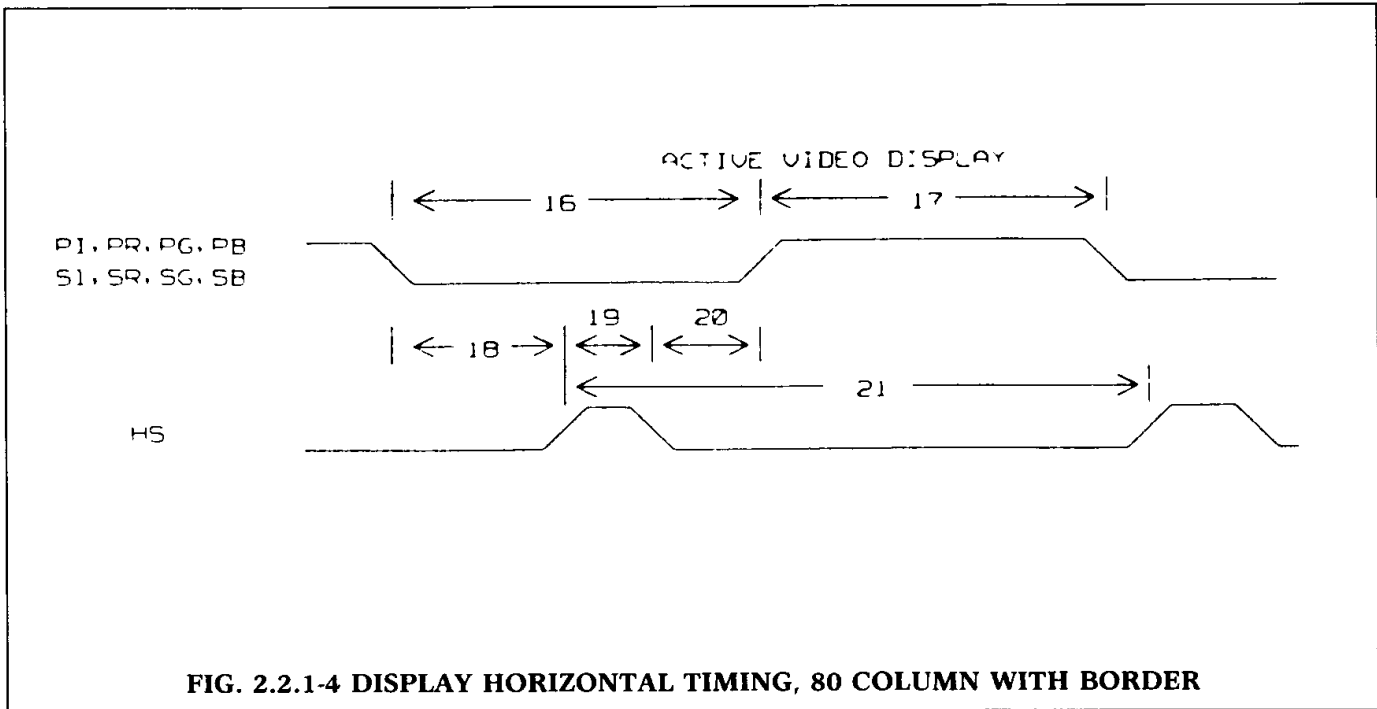 ACTIVE VIDEO DISPLAY
16
17
PI, PR, PG, PB
SI, SR, SG, SB
18
19
20
21
HS
FIG. 2.2.1-4 DISPLAY HORIZONTAL TIMING, 80 COLUMN WITH BORDER